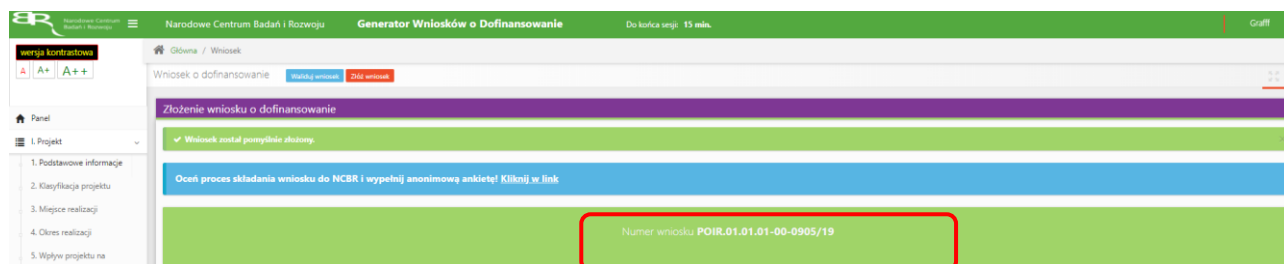 Narodowe Centrum
Badań i Rozwoju
Narodowe Centrum Badań i Rozwoju
Generator Wniosków o Dofinansowanie
Do końca sesji: 15 min.
Grafff
wersja kontrastowa
A A+ A++
Główna / Wniosek
Wniosek o dofinansowanie
Waliduj wniosek Złóż wniosek
Złożenie wniosku o dofinansowanie
Panel
I. Projekt
Wniosek został pomyślnie złożony.
1. Podstawowe informacje
Oceń proces składania wniosku do NCBR i wypełnij anonimową ankietę! Kliknij w link
2. Klasyfikacja projektu
3. Miejsce realizacji
4. Okres realizacji
Numer wniosku POIR.01.01.01-00-0905/19
5. Wpływ projektu na